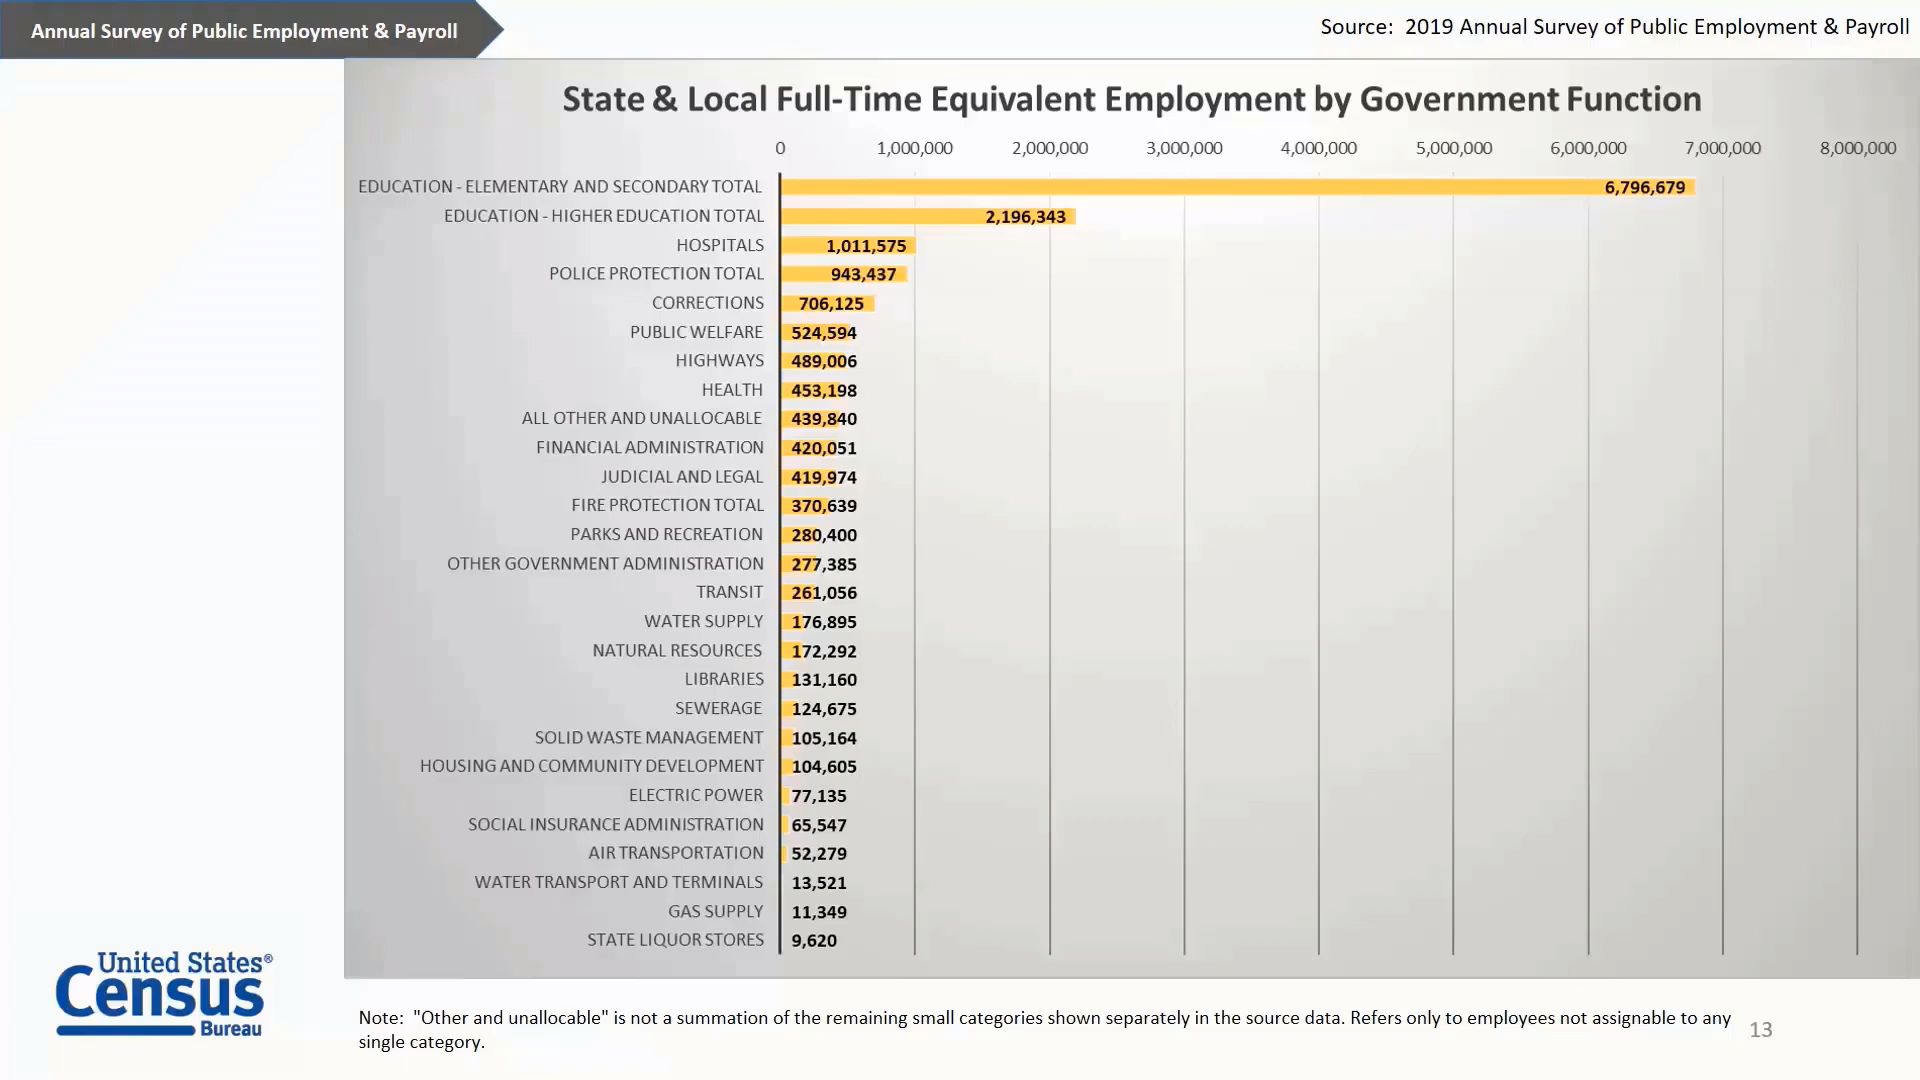 Annual Survey of Public Employment & Payroll
Source: 2019 Annual Survey of Public Employment & Payroll
State & Local Full-Time Equivalent Employment by Government Function
0 1,000,000 2,000,000 3,000,000 4,000,000 5,000,000 6,000,000 7,000,000 8,000,000
EDUCATION - ELEMENTARY AND SECONDARY TOTAL 6,796,679
EDUCATION - HIGHER EDUCATION TOTAL 2,196,343
HOSPITALS 1,011,575
POLICE PROTECTION TOTAL 943,437
CORRECTIONS 706,125
PUBLIC WELFARE 524,594
HIGHWAYS 489,006
HEALTH 453,198
ALL OTHER AND UNALLOCABLE 439,840
FINANCIAL ADMINISTRATION 420,051
JUDICIAL AND LEGAL 419,974
FIRE PROTECTION TOTAL 370,639
PARKS AND RECREATION 280,400
OTHER GOVERNMENT ADMINISTRATION 277,385
TRANSIT 261,056
WATER SUPPLY 176,895
NATURAL RESOURCES 172,292
LIBRARIES 131,160
SEWERAGE 124,675
SOLID WASTE MANAGEMENT 105,164
HOUSING AND COMMUNITY DEVELOPMENT 104,605
ELECTRIC POWER 77,135
SOCIAL INSURANCE ADMINISTRATION 65,547
AIR TRANSPORTATION 52,279
WATER TRANSPORT AND TERMINALS 13,521
GAS SUPPLY 11,349
STATE LIQUOR STORES 9,620
United States®
Census
Bureau
Note: "Other and unallocable" is not a summation of the remaining small categories shown separately in the source data. Refers only to employees not assignable to any
single category.
13